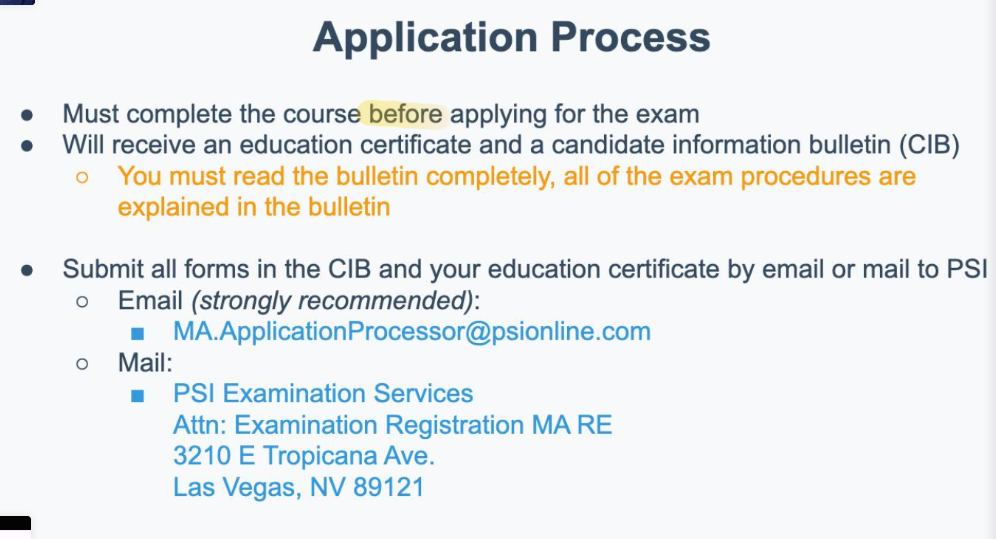 Application Process
● Must complete the course before applying for the exam
● Will receive an education certificate and a candidate information bulletin (CIB)
○ You must read the bulletin completely, all of the exam procedures are
explained in the bulletin
● Submit all forms in the CIB and your education certificate by email or mail to PSI
○ Email (strongly recommended):
■ MA.ApplicationProcessor@psionline.com
○ Mail:
■ PSI Examination Services
Attn: Examination Registration MA RE
3210 E Tropicana Ave.
Las Vegas, NV 89121